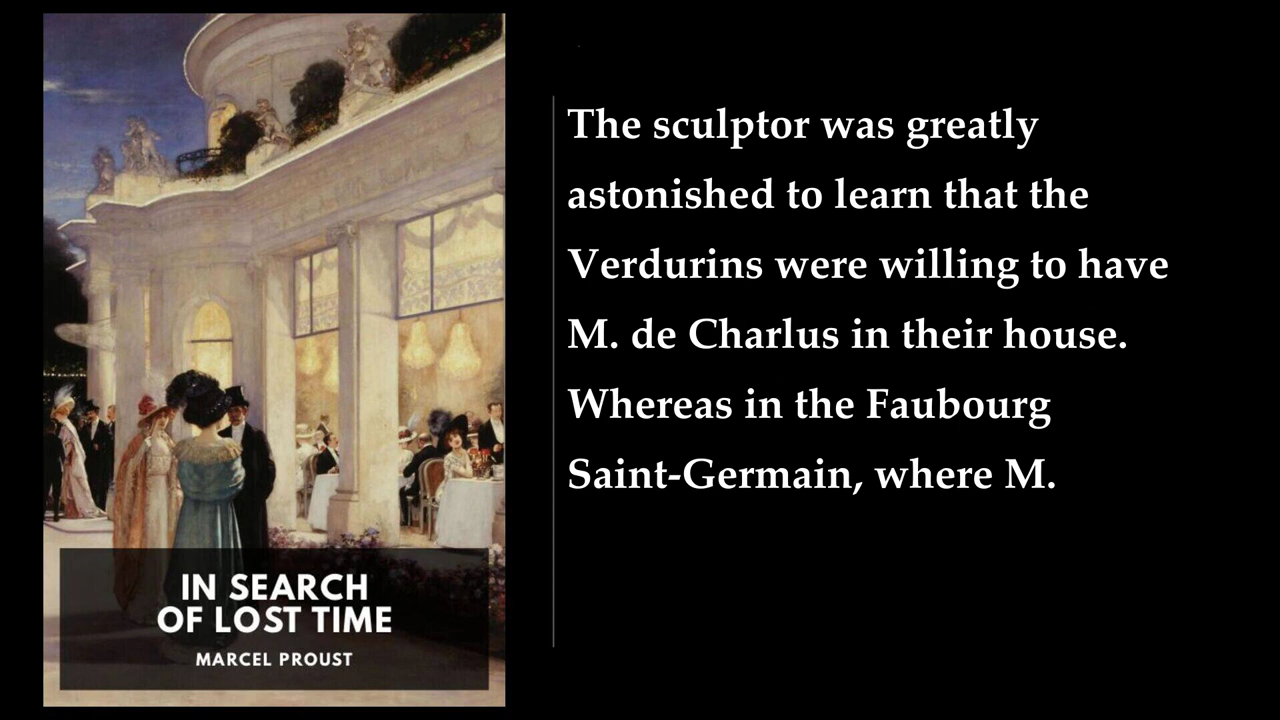 IN SEARCH
OF LOST TIME
MARCEL PROUST
The sculptor was greatly
astonished to learn that the
Verdurins were willing to have
M. de Charlus in their house.
Whereas in the Faubourg
Saint-Germain, where M.